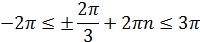 −2π ≤ ±2π/3 + 2πn ≤ 3π